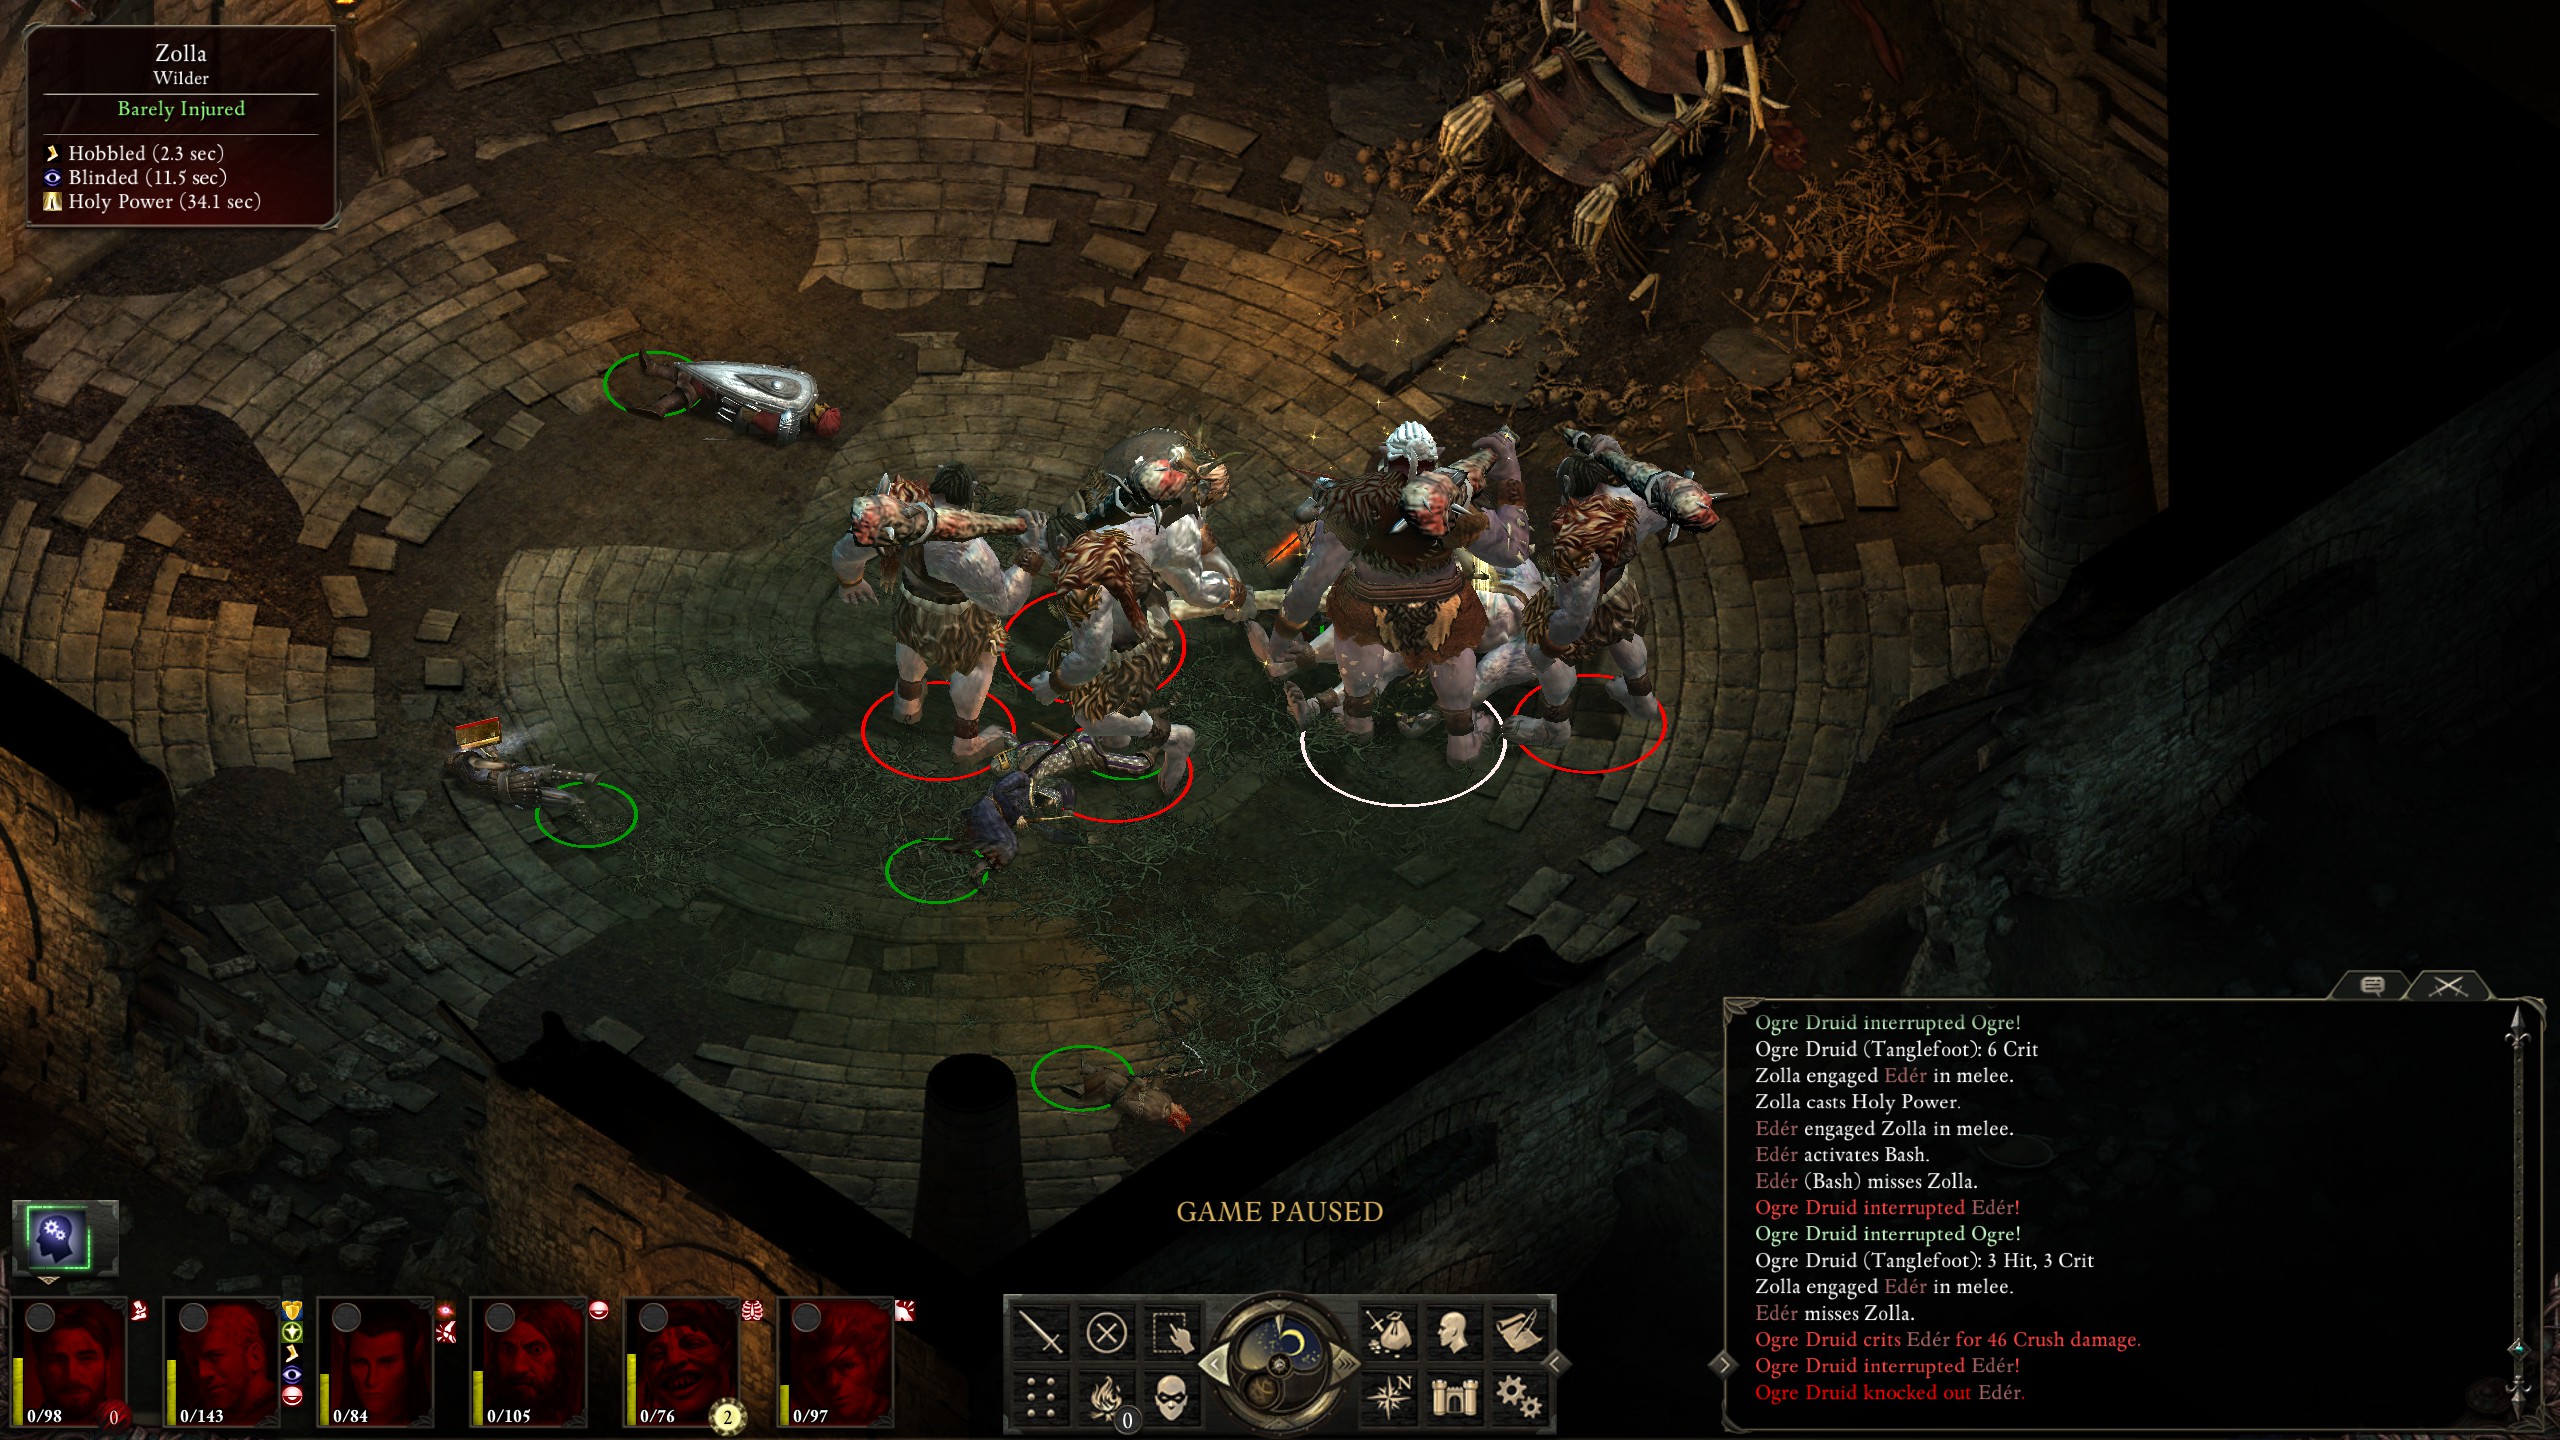 Zolla
Wilder
Barely Injured
Hobbled (2.3 sec)
Blinded (11.5 sec)
Holy Power (34.1 sec)
GAME PAUSED
Ogre Druid interrupted Ogre!
Ogre Druid (Tanglefoot): 6 Crit
Zolla engaged Edér in melee.
Zolla casts Holy Power.
Edér engaged Zolla in melee.
Edér activates Bash.
Edér (Bash) misses Zolla.
Ogre Druid interrupted Edér!
Ogre Druid interrupted Ogre!
Ogre Druid (Tanglefoot): 3 Hit, 3 Crit
Zolla engaged Edér in melee.
Edér misses Zolla.
Ogre Druid crits Edér for 46 Crush damage.
Ogre Druid interrupted Edér!
Ogre Druid knocked out Edér.
0/98
0
0/143
0/84
0/105
0/76
2
0/97
0
N